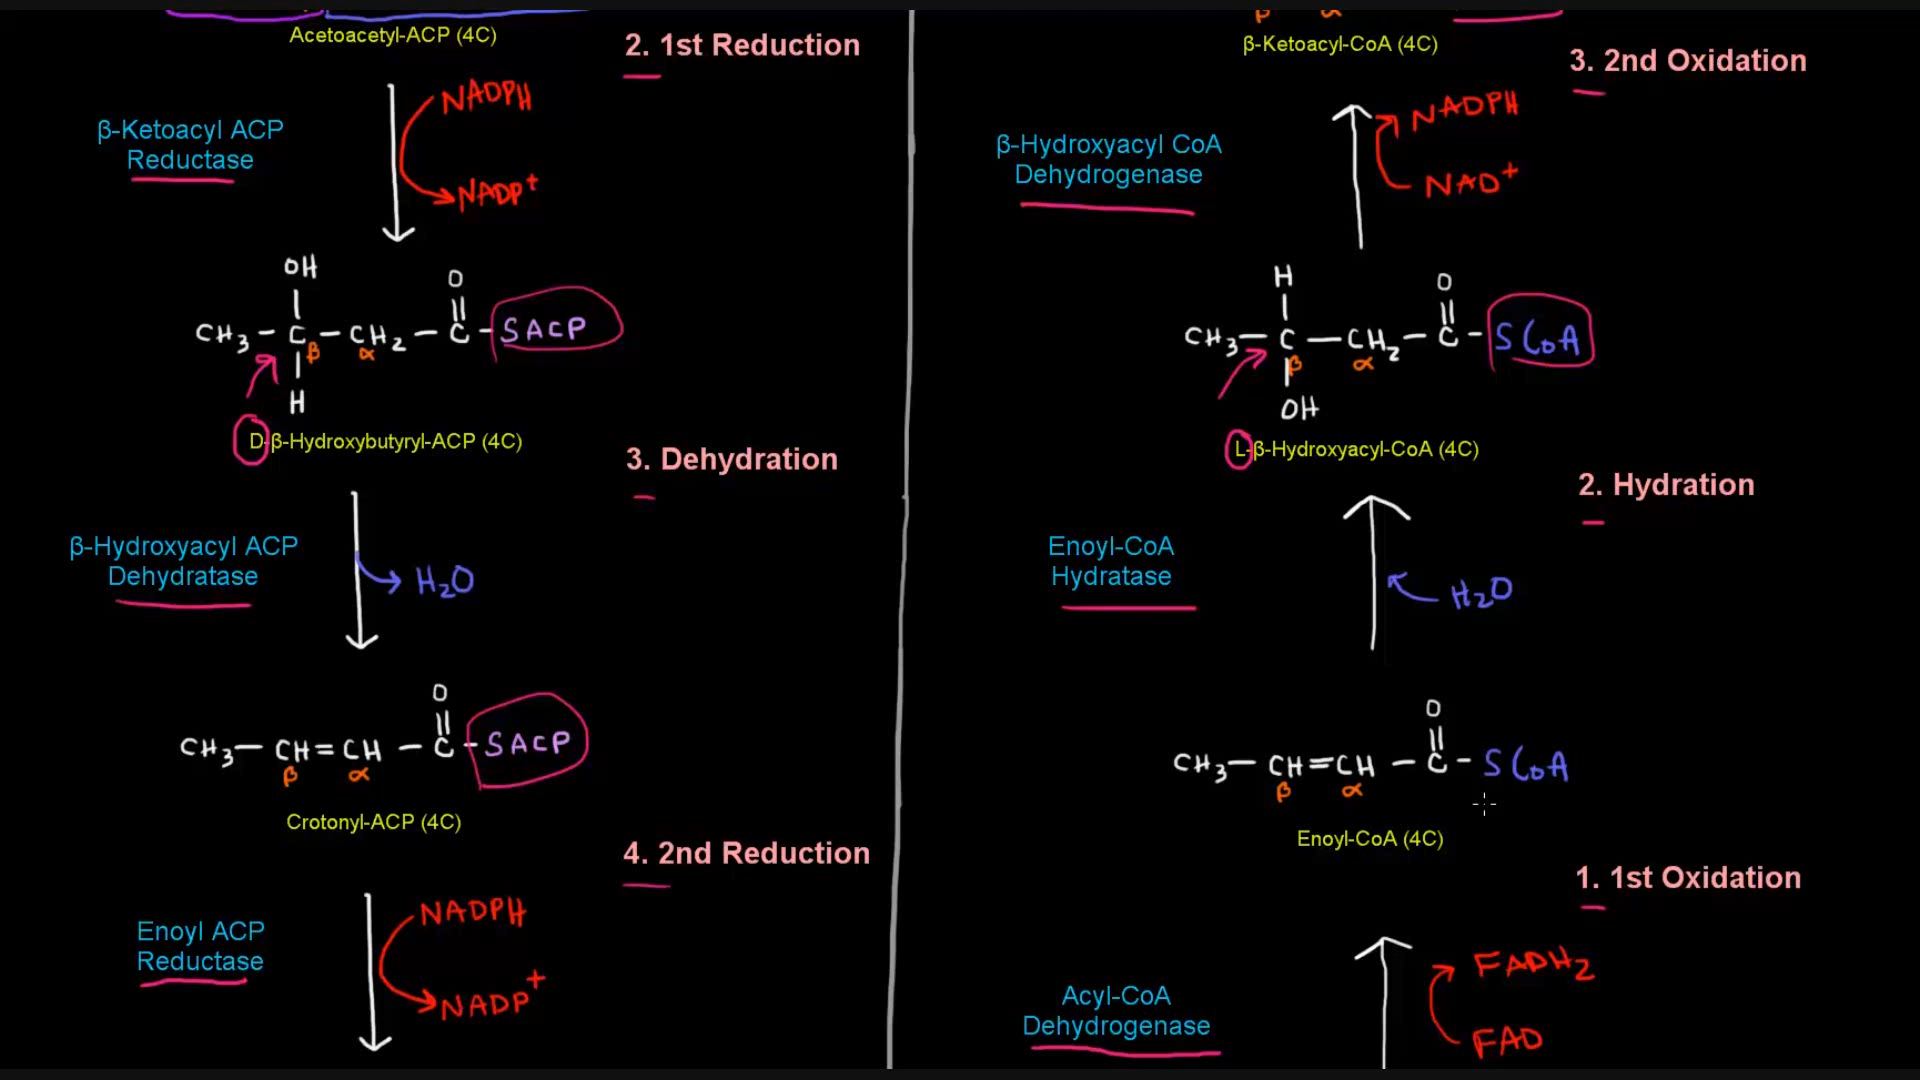 Acetoacetyl-ACP (4C)
2. 1st Reduction
NADPH
β-Ketoacyl ACP
Reductase
NADP+
OH
O
CH3 - C - CH2 - C - SACP
β
α
H
D-β-Hydroxybutyryl-ACP (4C)
3. Dehydration
β-Hydroxyacyl ACP
Dehydratase
H2O
O
CH3 - CH = CH - C - SACP
β
α
Crotonyl-ACP (4C)
4. 2nd Reduction
NADPH
Enoyl ACP
Reductase
NADP+
β
α
β-Ketoacyl-CoA (4C)
3. 2nd Oxidation
NADPH
β-Hydroxyacyl CoA
Dehydrogenase
NAD+
H
O
CH3 - C - CH2 - C - SCoA
β
α
OH
L-β-Hydroxyacyl-CoA (4C)
2. Hydration
Enoyl-CoA
Hydratase
H2O
O
CH3 - CH = CH - C - SCoA
β
α
Enoyl-CoA (4C)
1. 1st Oxidation
FADH2
Acyl-CoA
Dehydrogenase
FAD